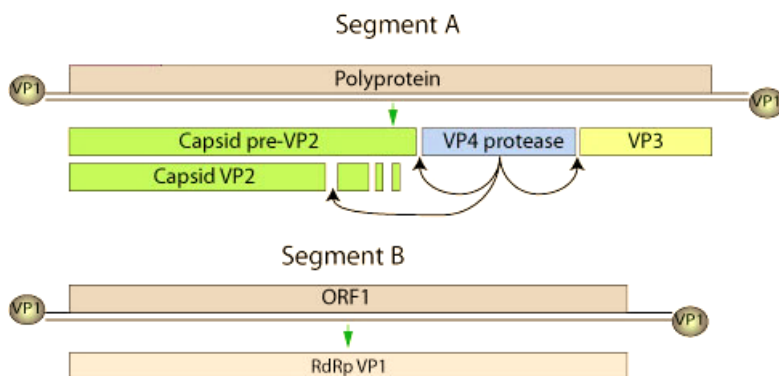 Segment A
VP1
Polyprotein
VP1
Capsid pre-VP2 VP4 protease VP3
Capsid VP2
Segment B
VP1
ORF1
VP1
RdRp VP1